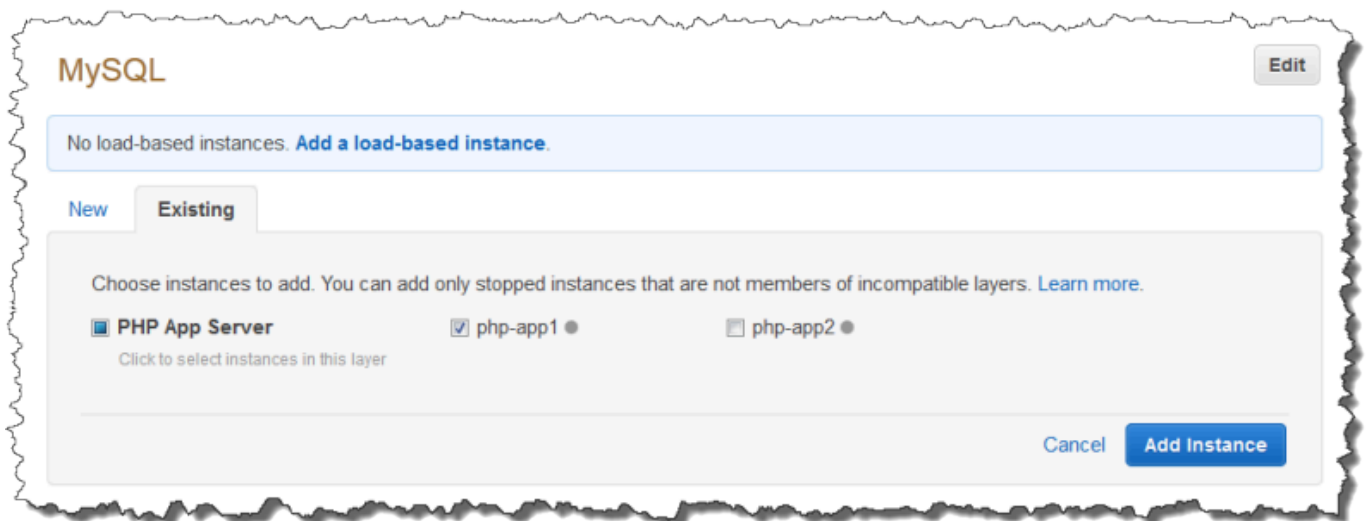 MySQL
Edit
No load-based instances. Add a load-based instance.
New
Existing
Choose instances to add. You can add only stopped instances that are not members of incompatible layers. Learn more.
PHP App Server
php-app1
php-app2
Click to select instances in this layer
Cancel
Add Instance